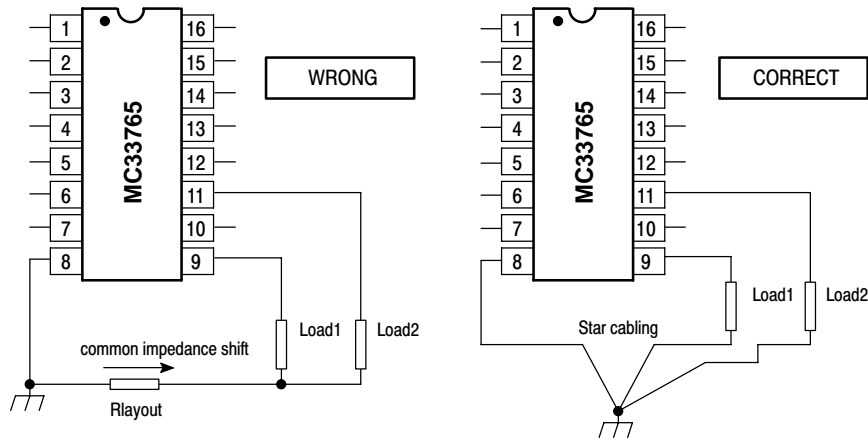 1
16
2
15
3
14
4
13
5
12
6
11
7
10
8
9
MC33765
WRONG
Load1
Load2
common impedance shift
Rlayout
1
16
2
15
3
14
4
13
5
12
6
11
7
10
8
9
MC33765
CORRECT
Load1
Load2
Star cabling